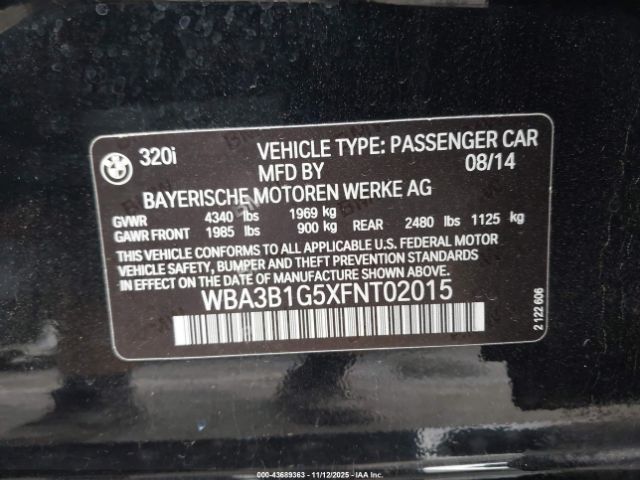 BMW
320i VEHICLE TYPE: PASSENGER CAR
MFD BY 08/14
BAYERISCHE MOTOREN WERKE AG
GVWR 4340 lbs 1969 kg
GAWR FRONT 1985 lbs 900 kg REAR 2480 lbs 1125 kg
THIS VEHICLE CONFORMS TO ALL APPLICABLE U.S. FEDERAL MOTOR
VEHICLE SAFETY, BUMPER AND THEFT PREVENTION STANDARDS
IN EFFECT ON THE DATE OF MANUFACTURE SHOWN ABOVE.
WBA3B1G5XFNT02015
2 122 606
000-43689363 - 11/12/2025 - IAA Inc.